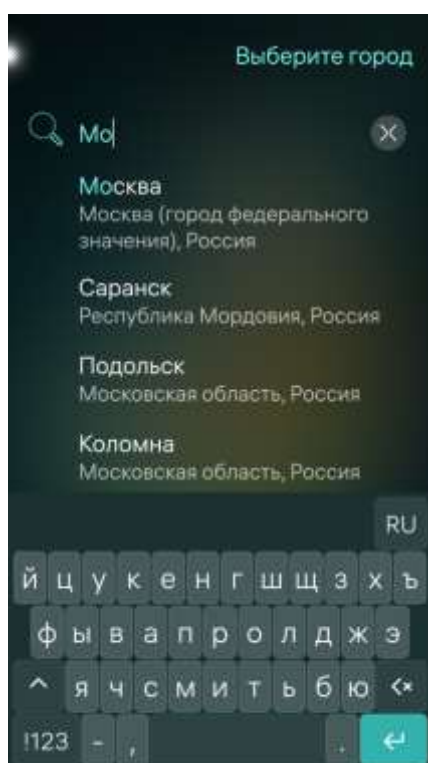 Выберите город
Мо
Москва
Москва (город федерального
значения), Россия
Саранск
Республика Мордовия, Россия
Подольск
Московская область, Россия
Коломна
Московская область, Россия
RU
й ц у к е н г ш щ з х ъ
ф ы в а п р о л д ж э
я ч с м и т ь б ю
!123 - , .